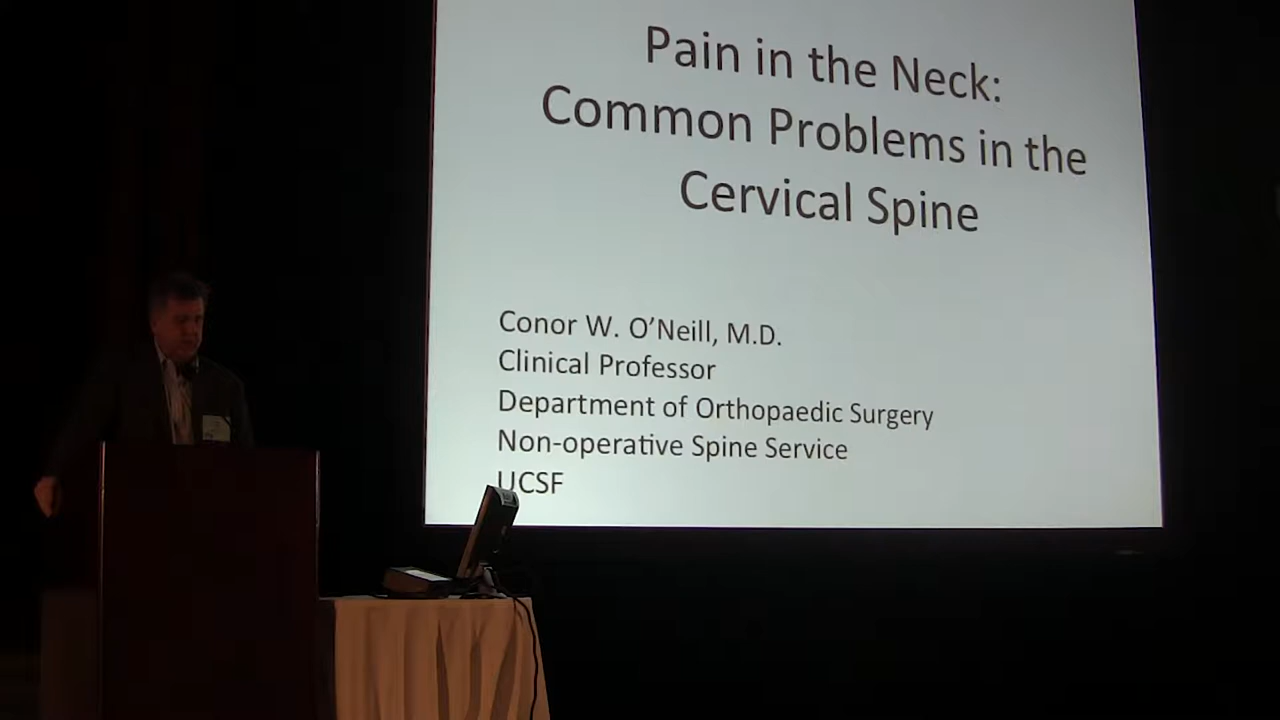 Pain in the Neck:
Common Problems in the
Cervical Spine
Conor W. O’Neill, M.D.
Clinical Professor
Department of Orthopaedic Surgery
Non-operative Spine Service
UCSF